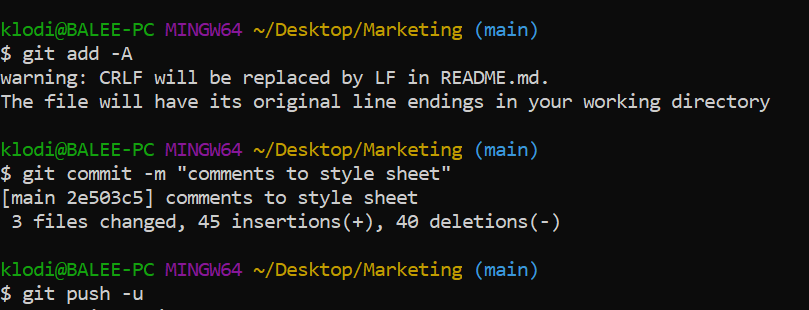 klodi@BALEE-PC MINGW64 ~/Desktop/Marketing (main)
$ git add -A
warning: CRLF will be replaced by LF in README.md.
The file will have its original line endings in your working directory
klodi@BALEE-PC MINGW64 ~/Desktop/Marketing (main)
$ git commit -m "comments to style sheet"
[main 2e503c5] comments to style sheet
 3 files changed, 45 insertions(+), 40 deletions(-)
klodi@BALEE-PC MINGW64 ~/Desktop/Marketing (main)
$ git push -u